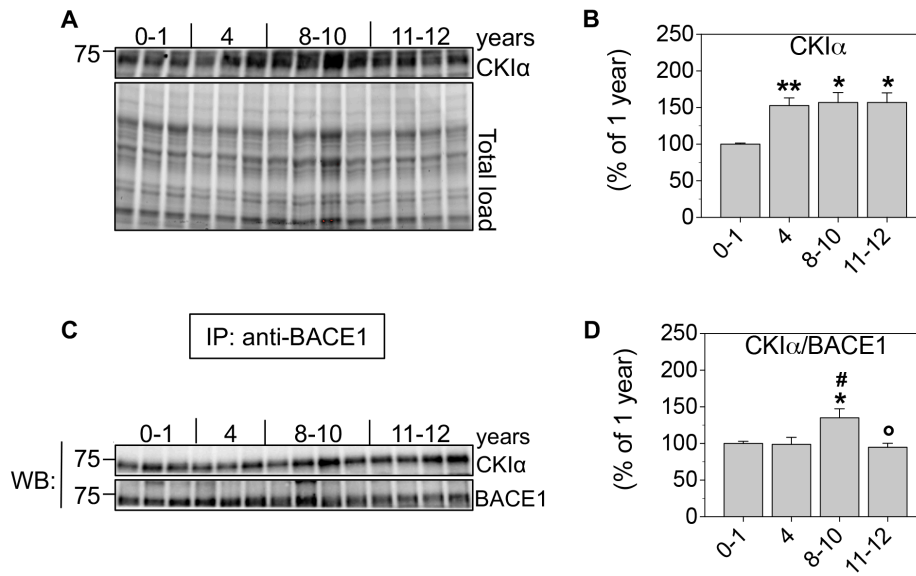 A
0-1 4 8-10 11-12 years
75
CKIα
Total load
B
CKIα
(% of 1 year)
250
200
150
100
50
0
** * *
0-1 4 8-10 11-12
C
IP: anti-BACE1
0-1 4 8-10 11-12 years
WB:
75 CKIα
75 BACE1
D
CKIα/BACE1
(% of 1 year)
250
200
150
100
50
0
#
*
°
0-1 4 8-10 11-12